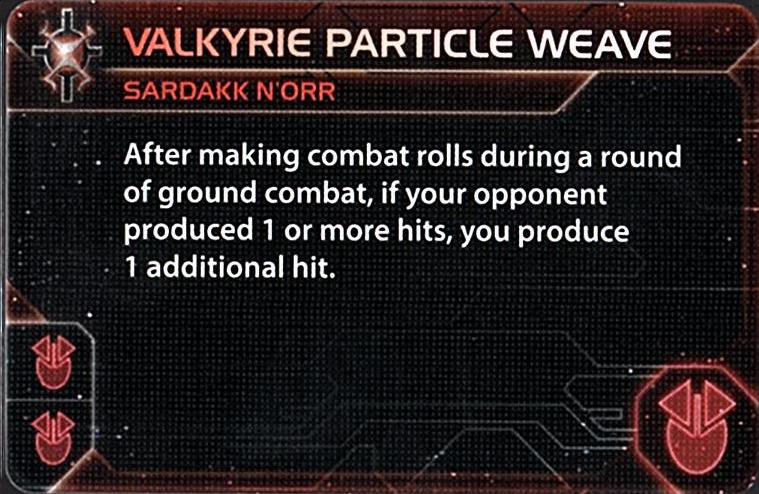 VALKYRIE PARTICLE WEAVE
SARDAKK N'ORR
After making combat rolls during a round
of ground combat, if your opponent
produced 1 or more hits, you produce
1 additional hit.